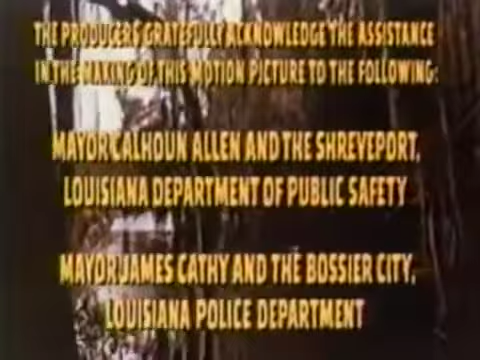 THE PRODUCERS GRATEFULLY ACKNOWLEDGE THE ASSISTANCE
IN THE MAKING OF THIS MOTION PICTURE TO THE FOLLOWING:
MAYOR CALHOUN ALLEN AND THE SHREVEPORT,
LOUISIANA DEPARTMENT OF PUBLIC SAFETY
MAYOR JAMES CATHY AND THE BOSSIER CITY,
LOUISIANA POLICE DEPARTMENT